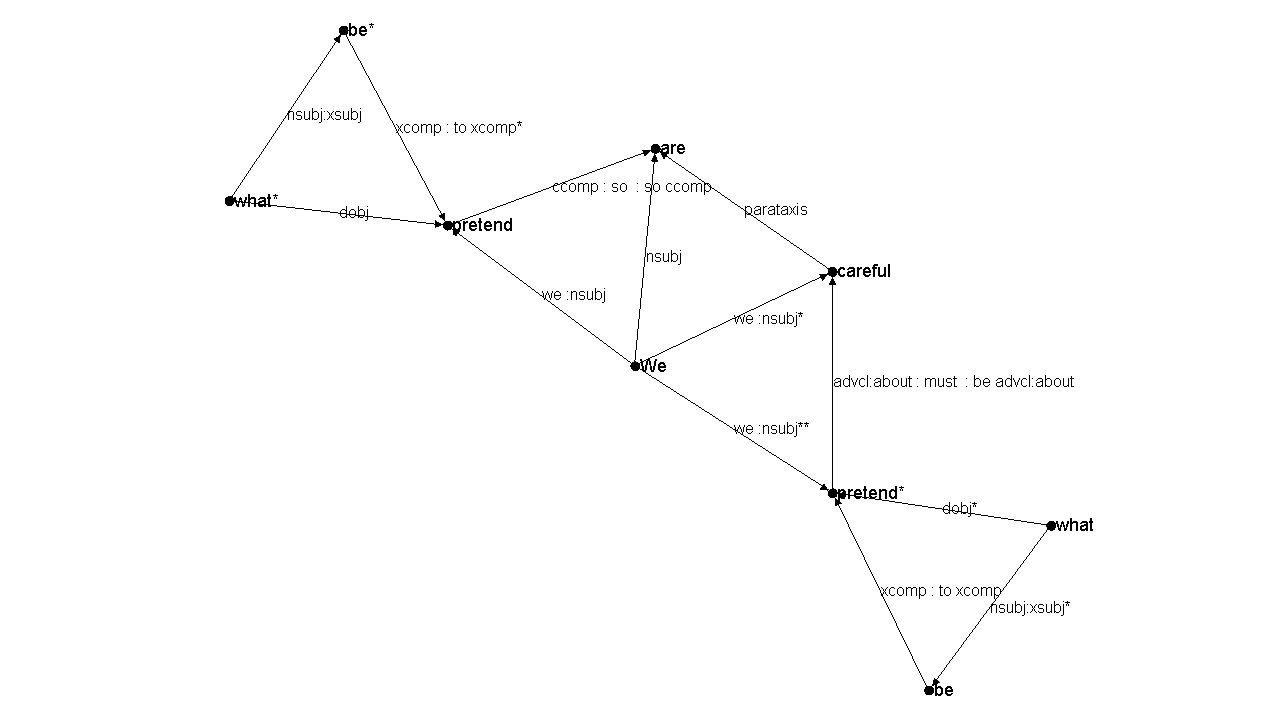 be*
nsubj:xsubj
xcomp : to xcomp*
are
ccomp : so  : so ccomp
what*
dobj
parataxis
pretend
nsubj
careful
we :nsubj
we :nsubj*
We
advcl:about : must  : be advcl:about
we :nsubj**
pretend*
dobj*
what
xcomp : to xcomp
nsubj:xsubj*
be